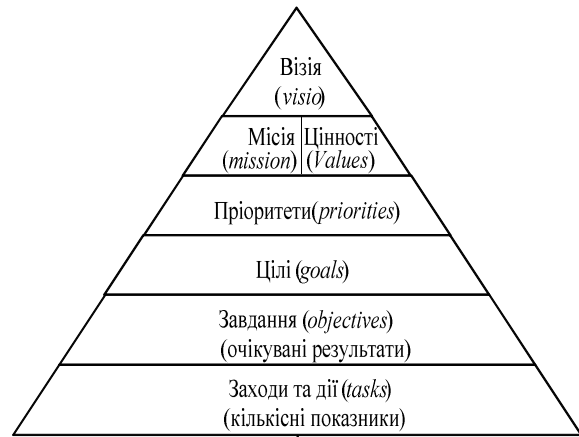 Візія
(visio)
Місія
(mission)
Цінності
(Values)
Пріоритети(priorities)
Цілі (goals)
Завдання (objectives)
(очікувані результати)
Заходи та дії (tasks)
(кількісні показники)